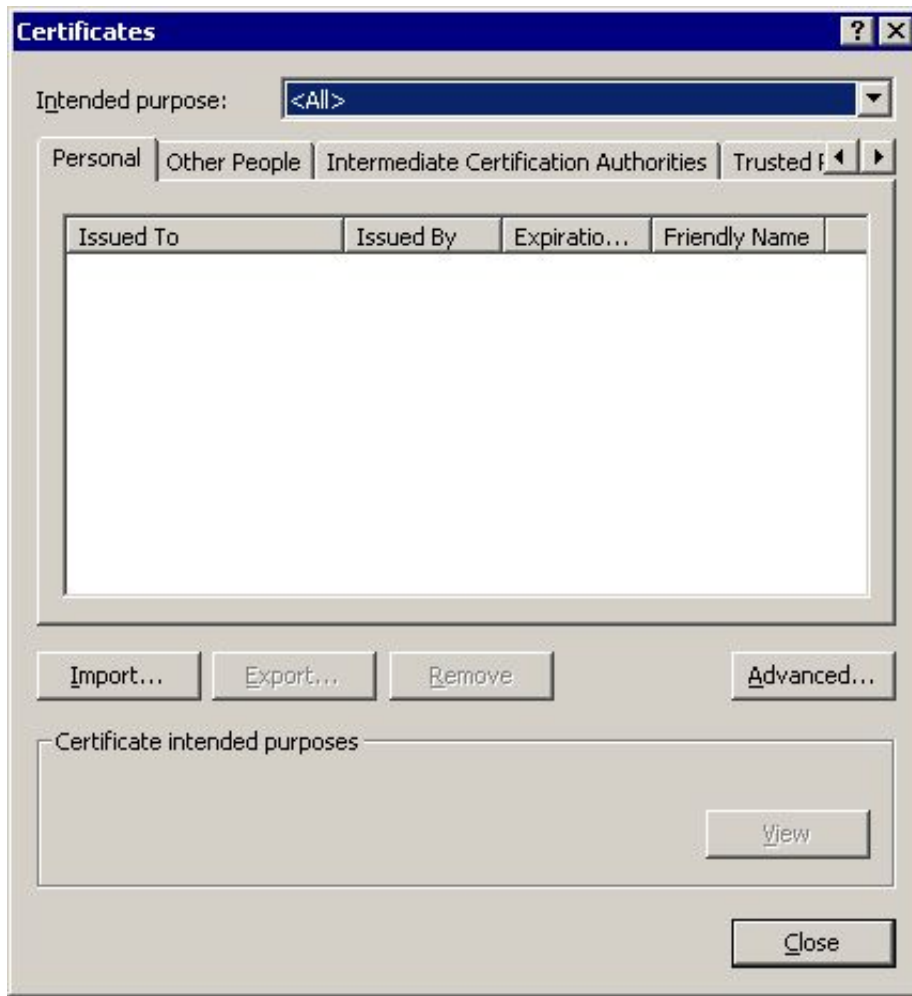 Certificates
Intended purpose: <All>
Personal Other People Intermediate Certification Authorities Trusted
Issued To Issued By Expiratio... Friendly Name
Import... Export... Remove Advanced...
Certificate intended purposes
View
Close